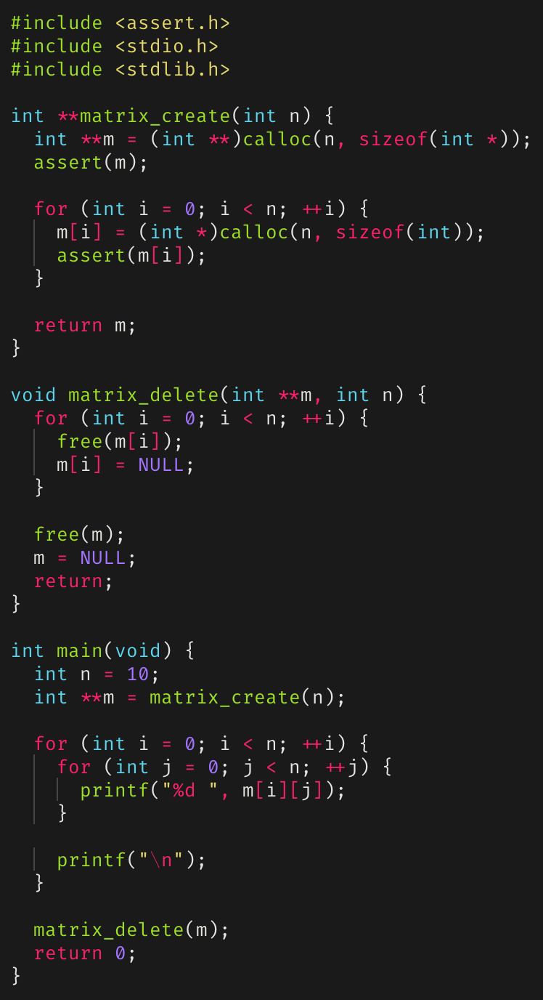 #include <assert.h>
#include <stdio.h>
#include <stdlib.h>

int **matrix_create(int n) {
  int **m = (int **)calloc(n, sizeof(int *));
  assert(m);

  for (int i = 0; i < n; ++i) {
    m[i] = (int *)calloc(n, sizeof(int));
    assert(m[i]);
  }

  return m;
}

void matrix_delete(int **m, int n) {
  for (int i = 0; i < n; ++i) {
    free(m[i]);
    m[i] = NULL;
  }

  free(m);
  m = NULL;
  return;
}

int main(void) {
  int n = 10;
  int **m = matrix_create(n);

  for (int i = 0; i < n; ++i) {
    for (int j = 0; j < n; ++j) {
      printf("%d ", m[i][j]);
    }

    printf("\n");
  }

  matrix_delete(m);
  return 0;
}